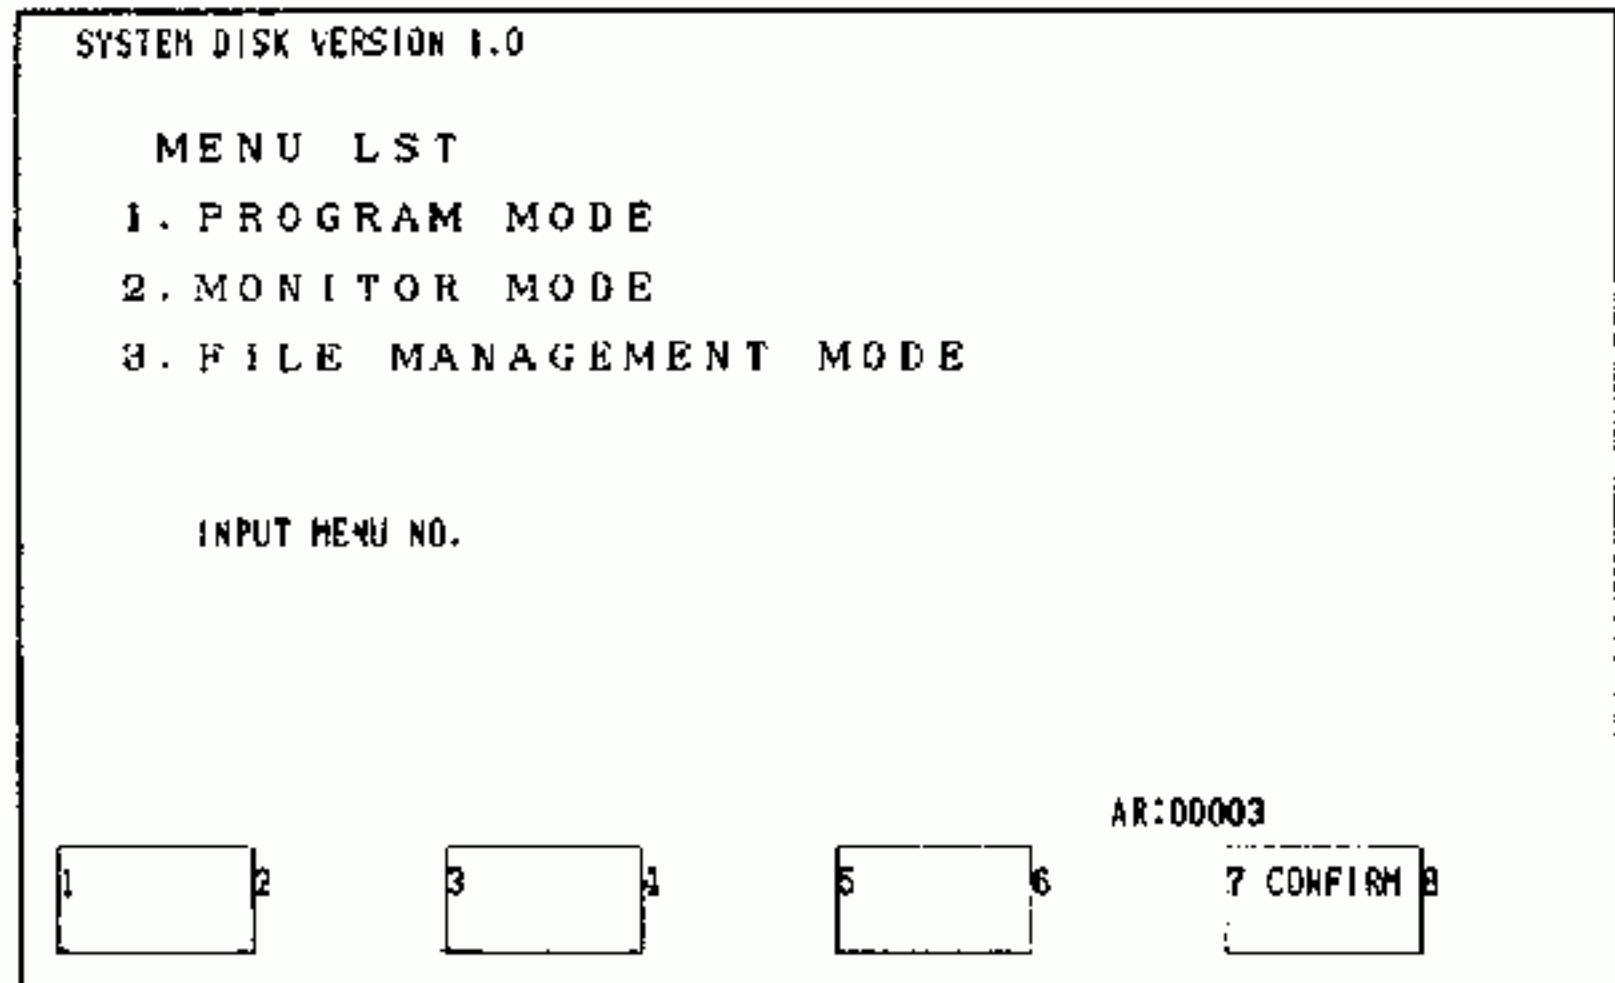 SYSTEM DISK VERSION 1.0
MENU LST
1. PROGRAM MODE
2. MONITOR MODE
3. FILE MANAGEMENT MODE
INPUT MENU NO.
AR:00003
1 2 3 4 5 6 7 CONFIRM 8